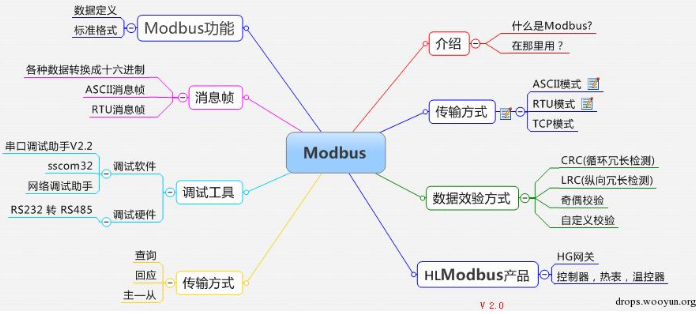 数据定义
标准格式
Modbus功能
各种数据转换成十六进制
ASCII消息帧
RTU消息帧
消息帧
串口调试助手V2.2
sscom32
网络调试助手
调试软件
RS232 转 RS485
调试硬件
调试工具
查询
回应
主一从
传输方式
Modbus
介绍
什么是Modbus?
在那里用？
传输方式
ASCII模式
RTU模式
TCP模式
数据效验方式
CRC(循环冗长检测)
LRC(纵向冗长检测)
奇偶校验
自定义校验
HLModbus产品
HG网关
控制器，热表，温控器
V 2.0
drops.wooyun.org